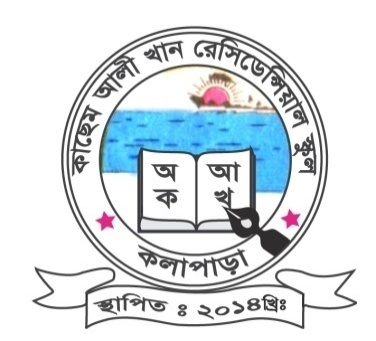 কাছেম আলী খান রেসিডেন্সিয়াল স্কুল
অ আ
ক খ
কলাপাড়া
স্থাপিত ঃ ২০১৪খ্রিঃ